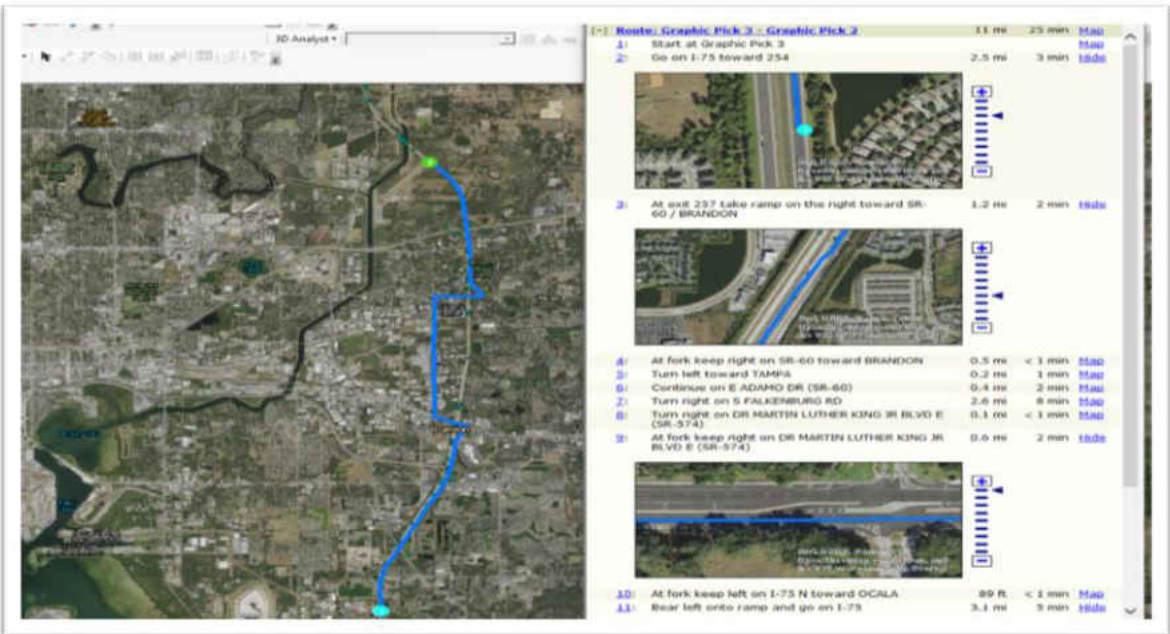 3D Analyst
[-] Route: Graphic Pick 3 - Graphic Pick 2 11 mi 25 min Map
1: Start at Graphic Pick 3 Map
2: Go on I-75 toward 254 2.5 mi 3 min Hide
3: At exit 257 take ramp on the right toward SR- 1.2 mi 2 min Hide
60 / BRANDON
4: At fork keep right on SR-60 toward BRANDON 0.5 mi < 1 min Map
5: Turn left toward TAMPA 0.2 mi 1 min Map
6: Continue on E ADAMO DR (SR-60) 0.4 mi 2 min Map
7: Turn right on S FALKENBURG RD 2.6 mi 8 min Map
8: Turn right on DR MARTIN LUTHER KING JR BLVD E 0.1 mi < 1 min Map
(SR-574)
9: At fork keep right on DR MARTIN LUTHER KING JR 0.6 mi 2 min Hide
BLVD E (SR-574)
10: At fork keep left on I-75 N toward OCALA 89 ft < 1 min Map
11: Bear left onto ramp and go on I-75 3.1 mi 5 min Hide